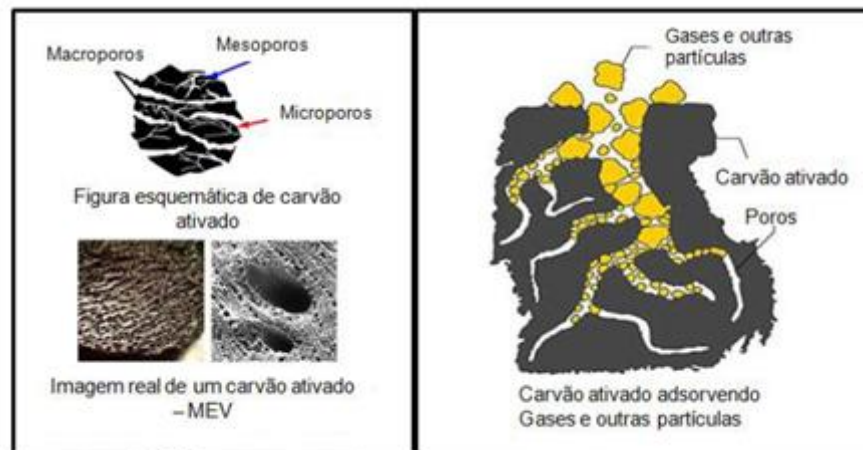 Macroporos
Mesoporos
Microporos
Figura esquemática de carvão
ativado
Imagem real de um carvão ativado
– MEV
Gases e outras
partículas
Carvão ativado
Poros
Carvão ativado adsorvendo
Gases e outras partículas